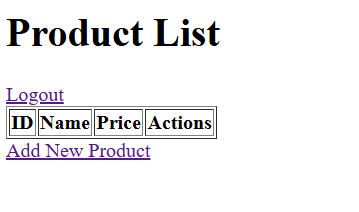 Product List
Logout
ID Name Price Actions
Add New Product